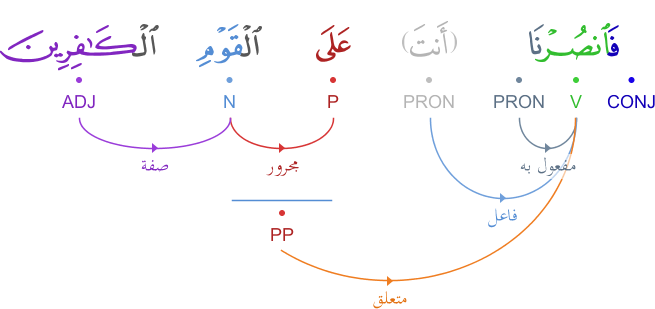 فَٱنصُرْنَا (أَنتَ) عَلَى ٱلْقَوْمِ ٱلْكَـٰفِرِينَ
CONJ V PRON PRON P N ADJ
مفعول به مجرور صفة
فاعل
PP
متعلق